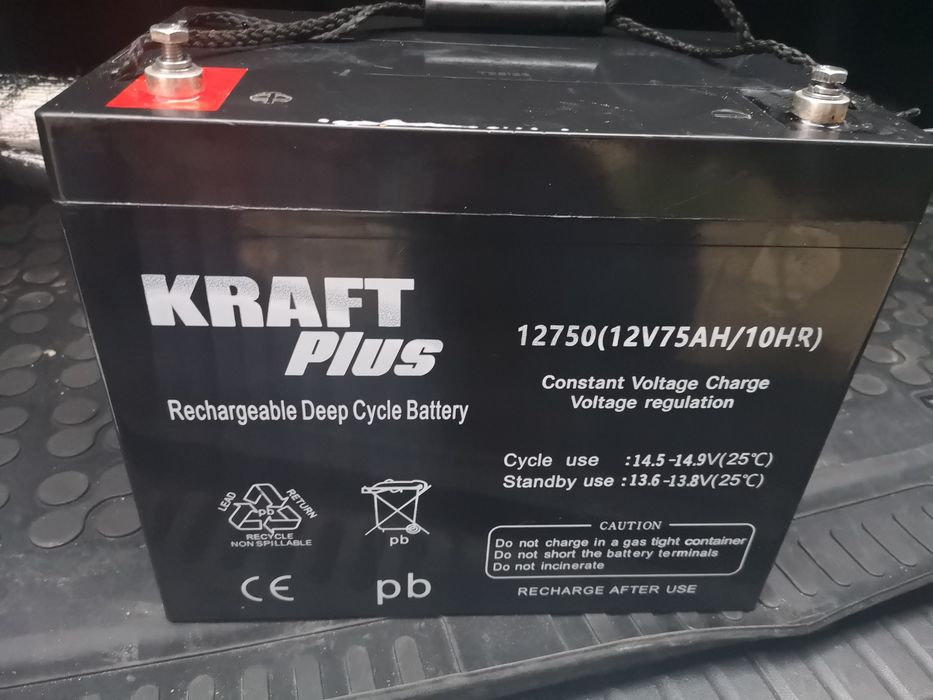 KRAFT
Plus
Rechargeable Deep Cycle Battery
12750(12V75AH/10HR)
Constant Voltage Charge
Voltage regulation
Cycle use :14.5-14.9V(25℃)
Standby use :13.6-13.8V(25℃)
LEAD
RETURN
pb
RECYCLE
NON SPILLABLE
pb
CE
pb
CAUTION
Do not charge in a gas tight container
Do not short the battery terminals
Do not incinerate
RECHARGE AFTER USE